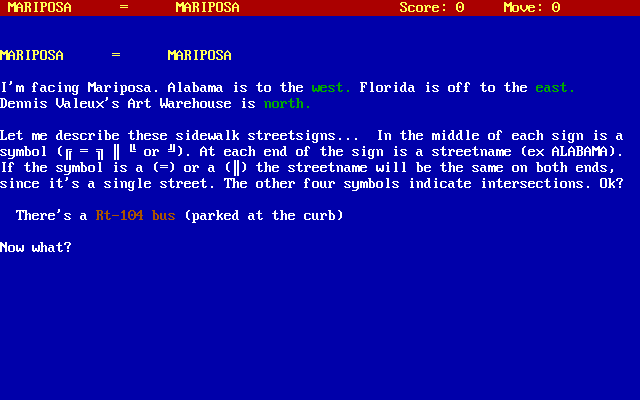 MARIPOSA = MARIPOSA Score: 0 Move: 0
MARIPOSA = MARIPOSA
I'm facing Mariposa. Alabama is to the west. Florida is off to the east.
Dennis Valeux's Art Warehouse is north.
Let me describe these sidewalk streetsigns... In the middle of each sign is a
symbol (╔ = ╗ ║ ╚ or ╝). At each end of the sign is a streetname (ex ALABAMA).
If the symbol is a (=) or a (║) the streetname will be the same on both ends,
since it's a single street. The other four symbols indicate intersections. Ok?
There's a Rt-104 bus (parked at the curb)
Now what?